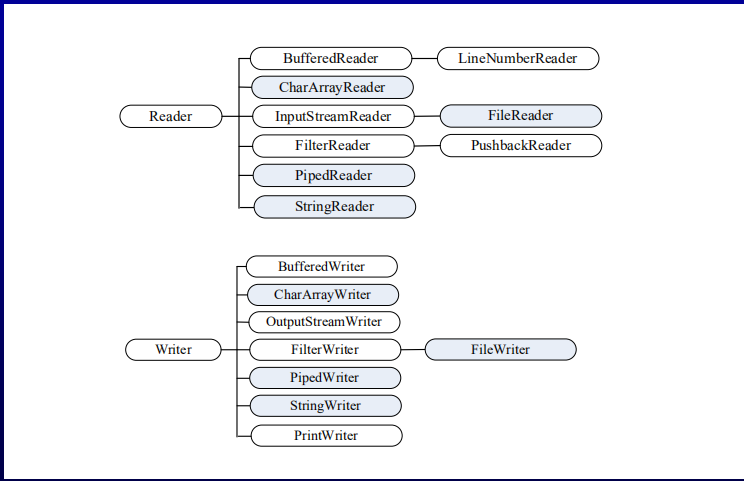 BufferedReader LineNumberReader
CharArrayReader
Reader InputStreamReader FileReader
FilterReader PushbackReader
PipedReader
StringReader
BufferedWriter
CharArrayWriter
OutputStreamWriter
Writer FilterWriter FileWriter
PipedWriter
StringWriter
PrintWriter